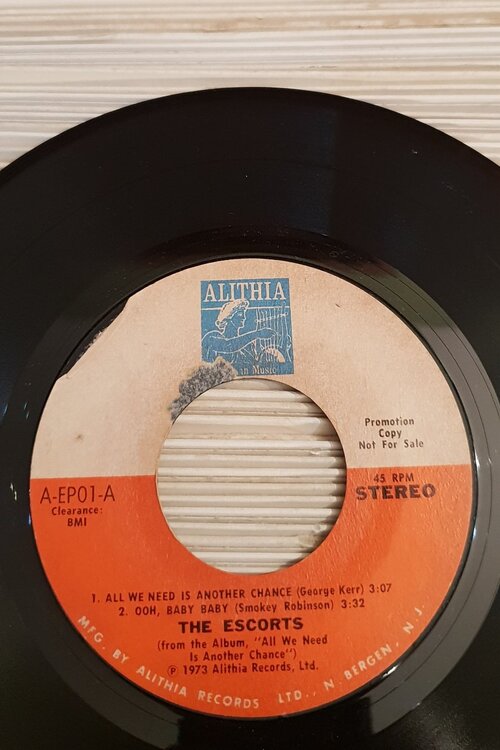 ALITHIA
in Music
Promotion
Copy
Not For Sale
A-EP01-A
Clearance:
BMI
45 RPM
STEREO
1. ALL WE NEED IS ANOTHER CHANCE (George Kerr) 3:07
2. OOH, BABY BABY (Smokey Robinson) 3:32
THE ESCORTS
(from the Album, "All We Need
Is Another Chance")
℗ 1973 Alithia Records, Ltd.
MFG. BY ALITHIA RECORDS LTD., N. BERGEN, N. J.